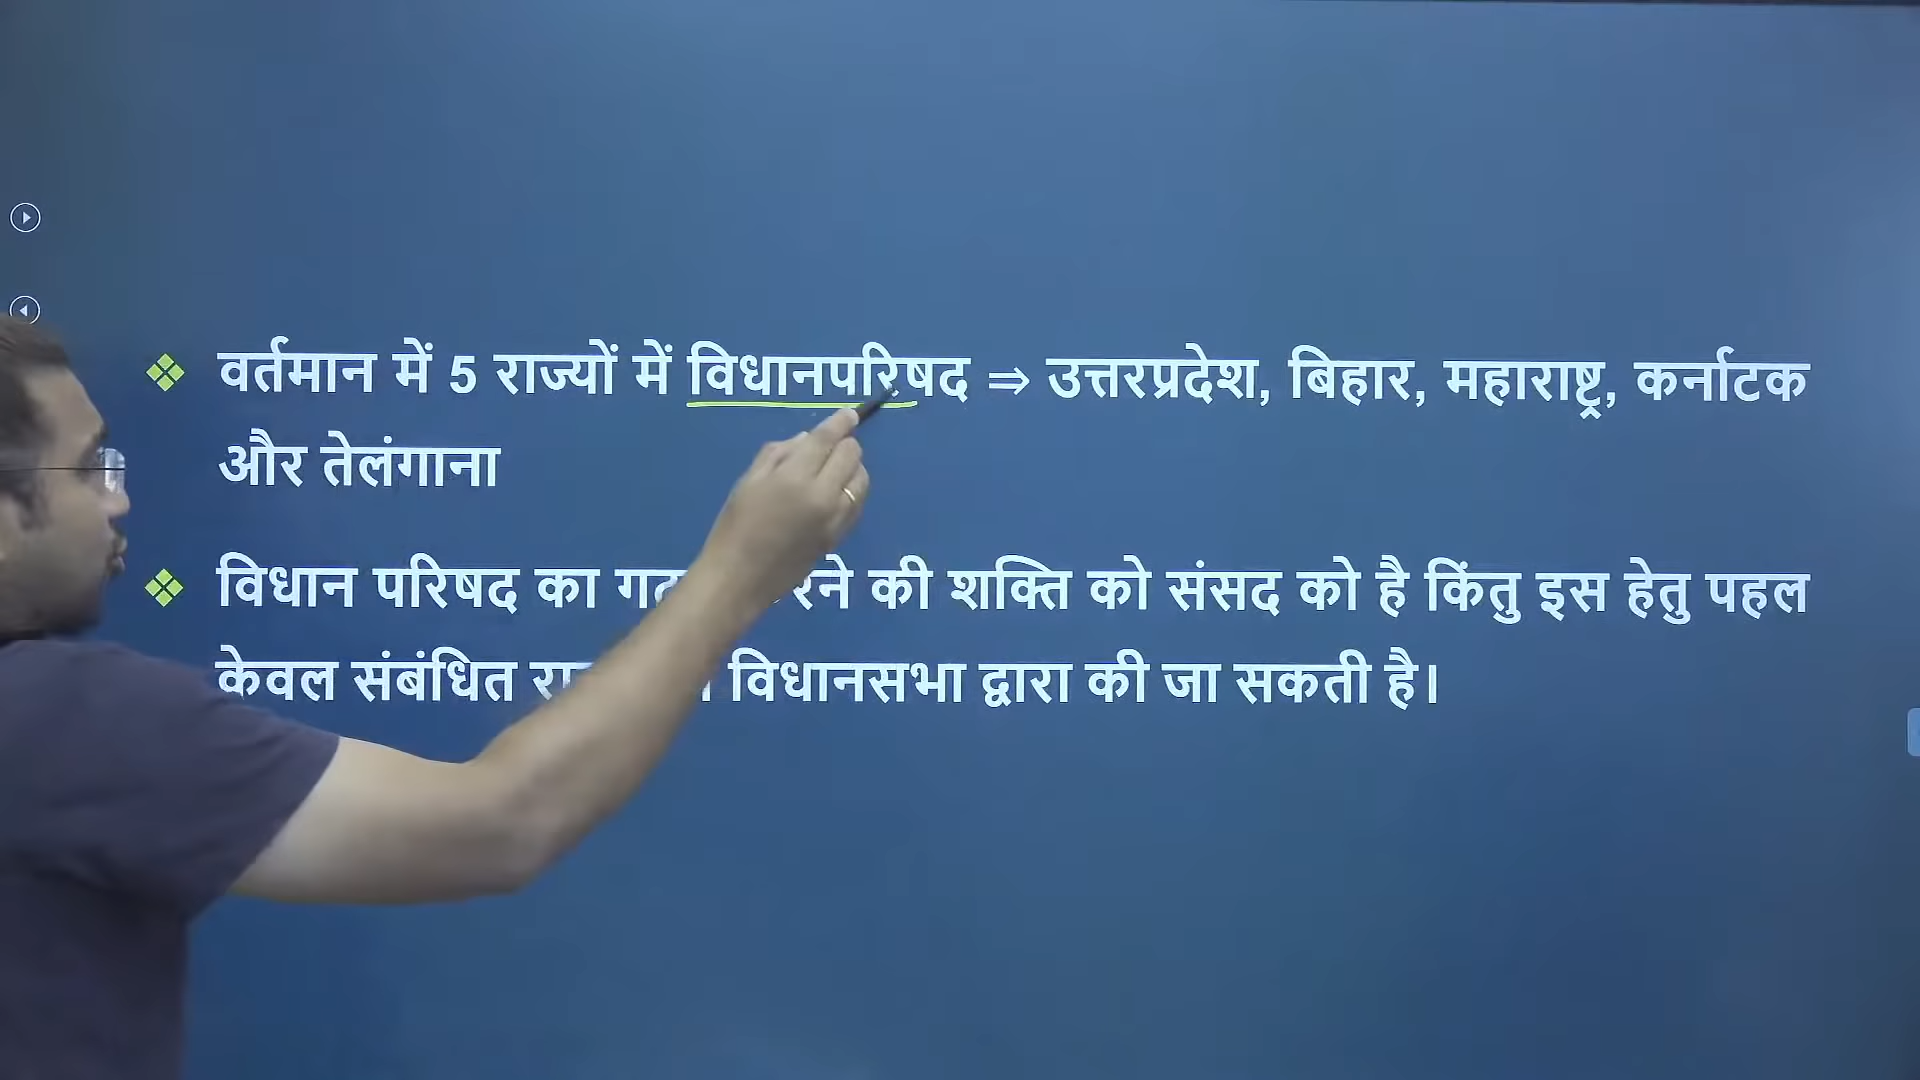 वर्तमान में 5 राज्यों में विधानपरिषद ⇒ उत्तरप्रदेश, बिहार, महाराष्ट्र, कर्नाटक
और तेलंगाना
विधान परिषद का की शक्ति को संसद को है किंतु इस हेतु पहल
केवल संबंधित विधानसभा द्वारा की जा सकती है।